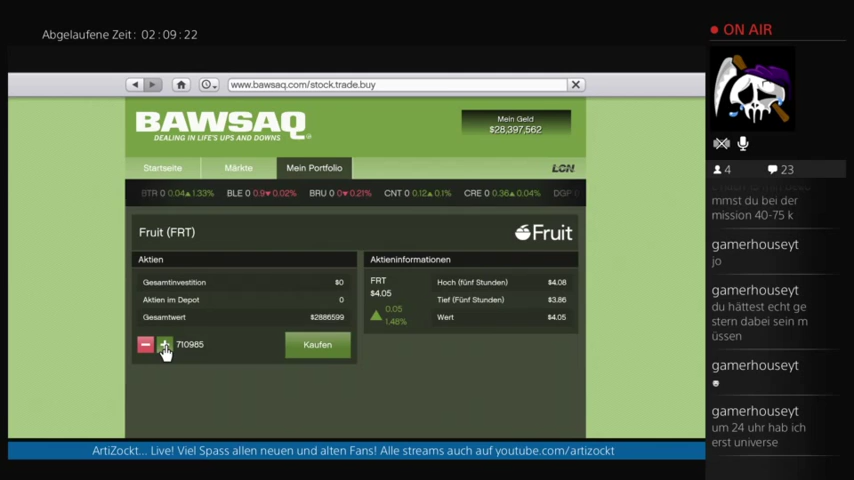 Abgelaufene Zeit: 02:09:22
ON AIR
www.bawsaq.com/stock.trade.buy
BAWSAQ
DEALING IN LIFE'S UPS AND DOWNS
Mein Geld
$28,397,562
Startseite Märkte Mein Portfolio LCN
BTR 0 0.04▲1.33% BLE 0 0.9▼0.02% BRU 0 0▼0.21% CNT 0 0.12▲0.1% CRE 0 0.36▲0.04% DGP 0
Fruit (FRT)
Fruit
Aktien
Gesamtinvestition $0
Aktien im Depot 0
Gesamtwert $2886599
710985
Kaufen
Aktieninformationen
FRT
$4.05
0.05
1.48%
Hoch (fünf Stunden) $4.08
Tief (Fünf Stunden) $3.86
Wert $4.05
4 23
mmst du bei der
mission 40-75 k
gamerhouseyt
jo
gamerhouseyt
du hättest echt ge
stern dabei sein m
üssen
gamerhouseyt
gamerhouseyt
um 24 uhr hab ich
erst universe
ArtiZockt... Live! Viel Spass allen neuen und alten Fans! Alle streams auch auf youtube.com/artizockt